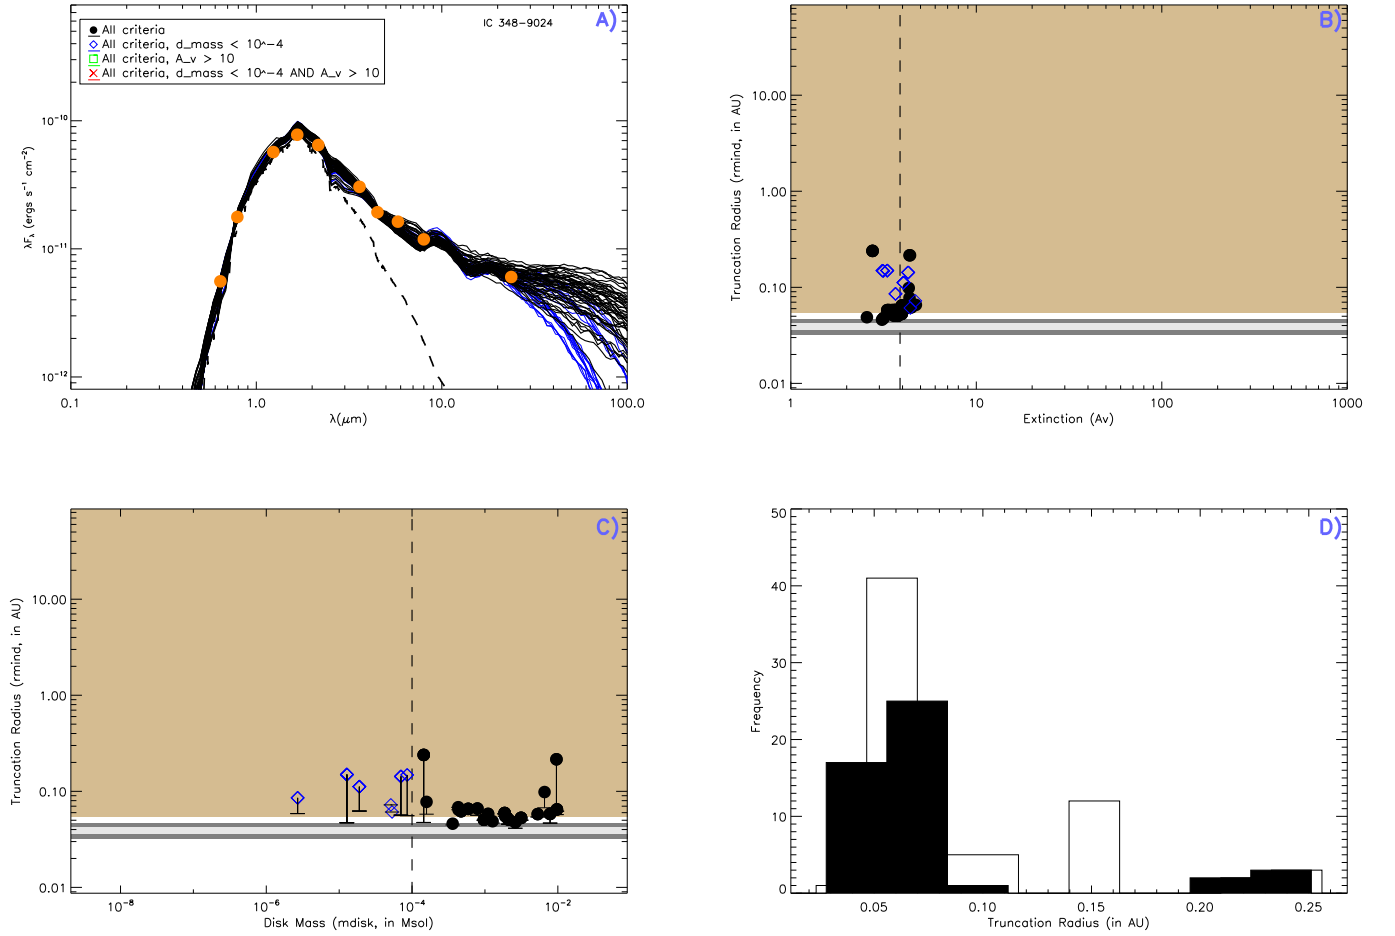 IC 348-9024
A)
All criteria
All criteria, d_mass < 10^-4
All criteria, A_v > 10
All criteria, d_mass < 10^-4 AND A_v > 10
10⁻¹⁰
10⁻¹¹
10⁻¹²
λFλ (ergs s⁻¹ cm⁻²)
0.1
1.0
10.0
100.0
λ(μm)
B)
10.00
1.00
0.10
0.01
Truncation Radius (rmind, in AU)
1
10
100
1000
Extinction (Av)
C)
10.00
1.00
0.10
0.01
Truncation Radius (rmind, in AU)
10⁻⁸
10⁻⁶
10⁻⁴
10⁻²
Disk Mass (mdisk, in Msol)
D)
50
40
30
20
10
0
Frequency
0.05
0.10
0.15
0.20
0.25
Truncation Radius (in AU)